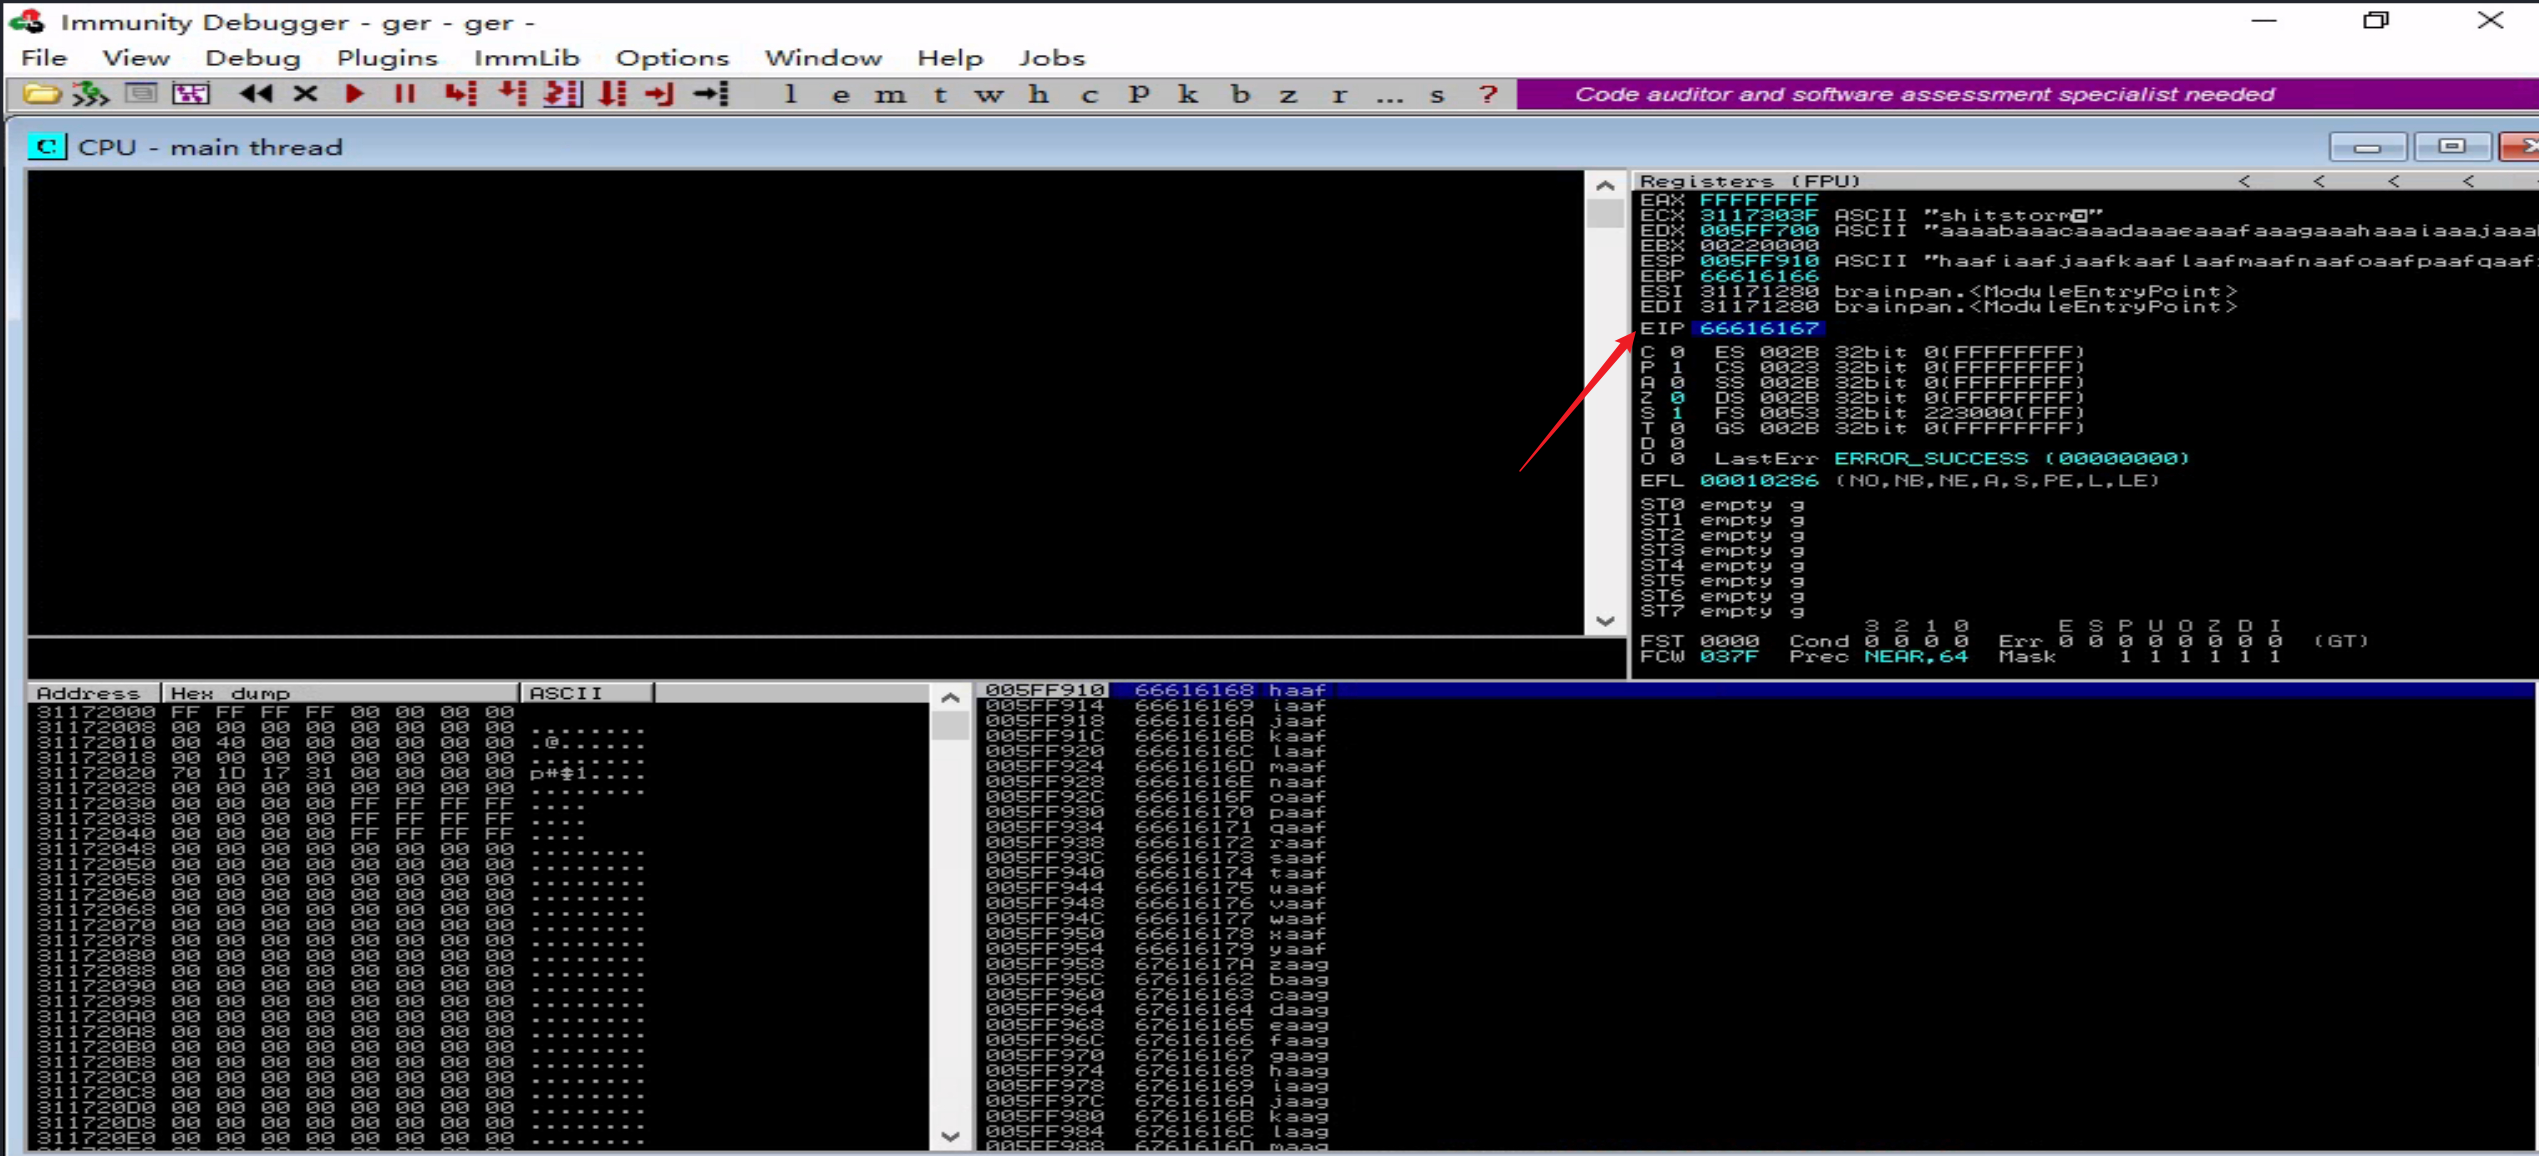 Immunity Debugger - ger - ger -
File View Debug Plugins ImmLib Options Window Help Jobs
l e m t w h c P k b z r ... s ? Code auditor and software assessment specialist needed
CPU - main thread
Registers (FPU) < < < <
EAX FFFFFFFF
ECX 3117303F ASCII "shitstorm
EDX 005FF700 ASCII "aaaabaaacaaadaaaeaaafaaagaaahaaaiaaajaaa
EBX 00220000
ESP 005FF910 ASCII "haafiaafjaafkaaflaafmaafnaafoaafpaafqaaf
EBP 66616166
ESI 31171280 brainpan.<ModuleEntryPoint>
EDI 31171280 brainpan.<ModuleEntryPoint>
EIP 66616167
C 0 ES 002B 32bit 0(FFFFFFFF)
P 1 CS 0023 32bit 0(FFFFFFFF)
A 0 SS 002B 32bit 0(FFFFFFFF)
Z 0 DS 002B 32bit 0(FFFFFFFF)
S 1 FS 0053 32bit 223000(FFF)
T 0 GS 002B 32bit 0(FFFFFFFF)
D 0
O 0 LastErr ERROR_SUCCESS (00000000)
EFL 00010286 (NO,NB,NE,A,S,PE,L,LE)
ST0 empty g
ST1 empty g
ST2 empty g
ST3 empty g
ST4 empty g
ST5 empty g
ST6 empty g
ST7 empty g
3 2 1 0 E S P U O Z D I
FST 0000 Cond 0 0 0 0 Err 0 0 0 0 0 0 0 0 (GT)
FCW 037F Prec NEAR,64 Mask 1 1 1 1 1 1
Address Hex dump ASCII
31172000 FF FF FF FF 00 00 00 00
31172008 00 00 00 00 00 00 00 00 ........
31172010 00 40 00 00 00 00 00 00 .@......
31172018 00 00 00 00 00 00 00 00 ........
31172020 70 1D 17 31 00 00 00 00 p#‡1....
31172028 00 00 00 00 00 00 00 00 ........
31172030 00 00 00 00 FF FF FF FF ....
31172038 00 00 00 00 FF FF FF FF ....
31172040 00 00 00 00 FF FF FF FF ....
31172048 00 00 00 00 00 00 00 00 ........
31172050 00 00 00 00 00 00 00 00 ........
31172058 00 00 00 00 00 00 00 00 ........
31172060 00 00 00 00 00 00 00 00 ........
31172068 00 00 00 00 00 00 00 00 ........
31172070 00 00 00 00 00 00 00 00 ........
31172078 00 00 00 00 00 00 00 00 ........
31172080 00 00 00 00 00 00 00 00 ........
31172088 00 00 00 00 00 00 00 00 ........
31172090 00 00 00 00 00 00 00 00 ........
31172098 00 00 00 00 00 00 00 00 ........
311720A0 00 00 00 00 00 00 00 00 ........
311720A8 00 00 00 00 00 00 00 00 ........
311720B0 00 00 00 00 00 00 00 00 ........
311720B8 00 00 00 00 00 00 00 00 ........
311720C0 00 00 00 00 00 00 00 00 ........
311720C8 00 00 00 00 00 00 00 00 ........
311720D0 00 00 00 00 00 00 00 00 ........
311720D8 00 00 00 00 00 00 00 00 ........
311720E0 00 00 00 00 00 00 00 00 ........
005FF910 66616168 haaf
005FF914 66616169 iaaf
005FF918 6661616A jaaf
005FF91C 6661616B kaaf
005FF920 6661616C laaf
005FF924 6661616D maaf
005FF928 6661616E naaf
005FF92C 6661616F oaaf
005FF930 66616170 paaf
005FF934 66616171 qaaf
005FF938 66616172 raaf
005FF93C 66616173 saaf
005FF940 66616174 taaf
005FF944 66616175 uaaf
005FF948 66616176 vaaf
005FF94C 66616177 waaf
005FF950 66616178 xaaf
005FF954 66616179 yaaf
005FF958 6761617A zaag
005FF95C 67616162 baag
005FF960 67616163 caag
005FF964 67616164 daag
005FF968 67616165 eaag
005FF96C 67616166 faag
005FF970 67616167 gaag
005FF974 67616168 haag
005FF978 67616169 iaag
005FF97C 6761616A jaag
005FF980 6761616B kaag
005FF984 6761616C laag
005FF988 6761616D maag